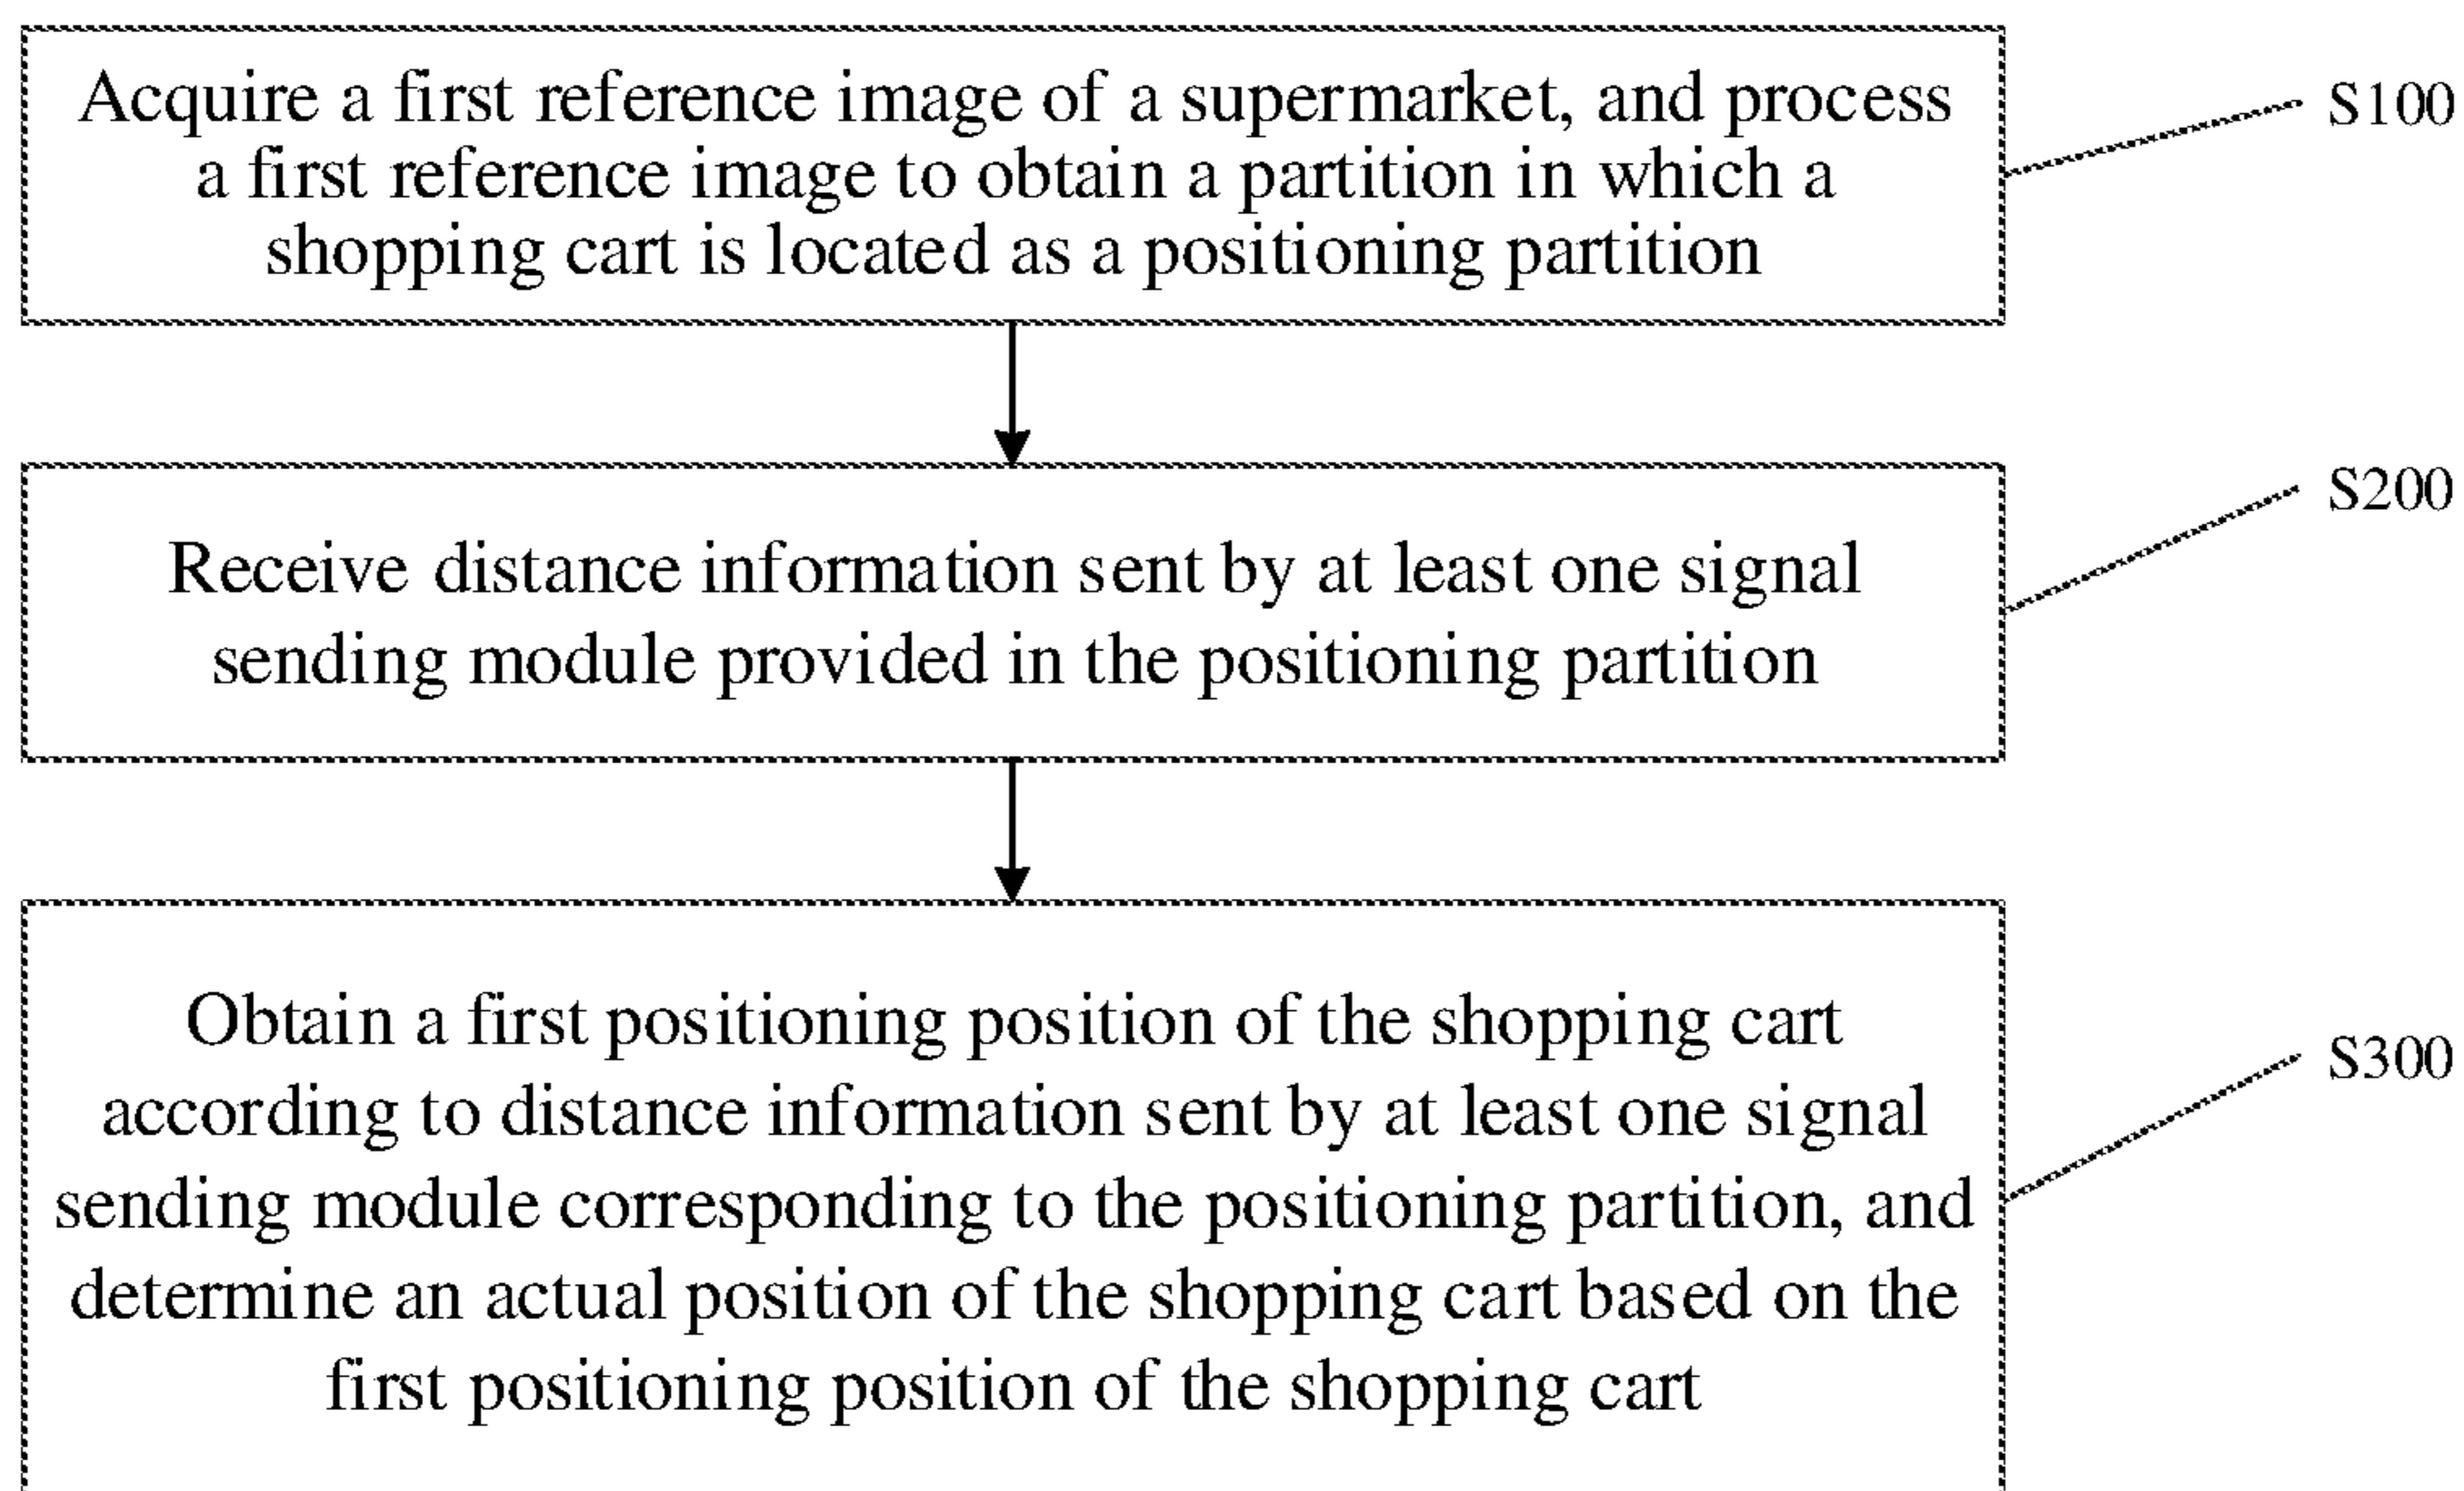 Acquire a first reference image of a supermarket, and process
a first reference image to obtain a partition in which a
shopping cart is located as a positioning partition
S100
Receive distance information sent by at least one signal
sending module provided in the positioning partition
S200
Obtain a first positioning position of the shopping cart
according to distance information sent by at least one signal
sending module corresponding to the positioning partition, and
determine an actual position of the shopping cart based on the
first positioning position of the shopping cart
S300